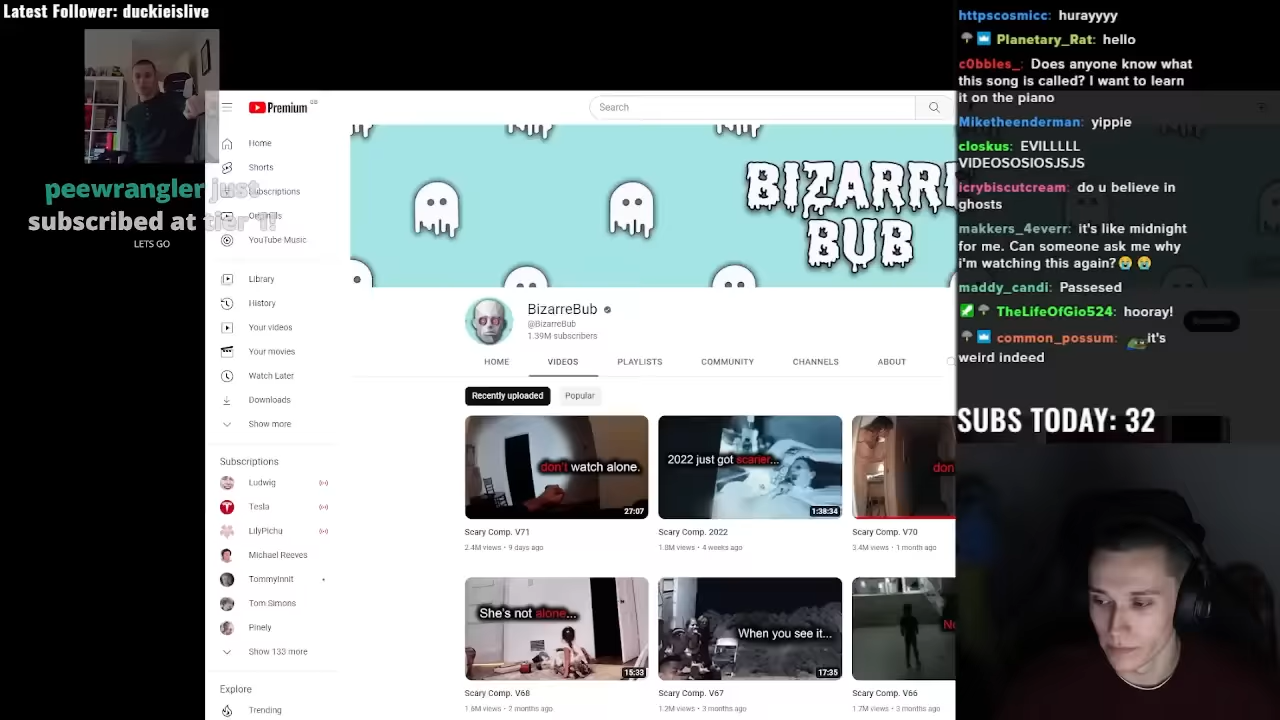 Latest Follower: duckieislive
peewrangler just
subscribed at tier 1!
LETS GO
Premium
GB
Search
Home
Shorts
Subscriptions
Originals
YouTube Music
Library
History
Your videos
Your movies
Watch Later
Downloads
Show more
Subscriptions
Ludwig
Tesla
LilyPichu
Michael Reeves
TommyInnit
Tom Simons
Pinely
Show 133 more
Explore
Trending
BIZARRE
BUB
BizarreBub
@BizarreBub
1.39M subscribers
HOME
VIDEOS
PLAYLISTS
COMMUNITY
CHANNELS
ABOUT
Recently uploaded
Popular
don't watch alone.
27:07
Scary Comp. V71
2.4M views • 9 days ago
2022 just got scarier...
1:38:34
Scary Comp. 2022
1.8M views • 4 weeks ago
don
Scary Comp. V70
3.4M views • 1 month ago
She's not alone...
15:33
Scary Comp. V68
1.6M views • 2 months ago
When you see it...
17:35
Scary Comp. V67
1.2M views • 3 months ago
No
Scary Comp. V66
1.7M views • 3 months ago
httpscosmicc: hurayyyy
Planetary_Rat: hello
c0bbles_: Does anyone know what
this song is called? I want to learn
it on the piano
Miketheenderman: yippie
closkus: EVILLLLL
VIDEOSOSIOSJSJS
icrybiscutcream: do u believe in
ghosts
makkers_4everr: it's like midnight
for me. Can someone ask me why
i'm watching this again?😭 😭
maddy_candi: Passesed
TheLifeOfGio524: hooray!
common_possum: it's
weird indeed
SUBS TODAY: 32